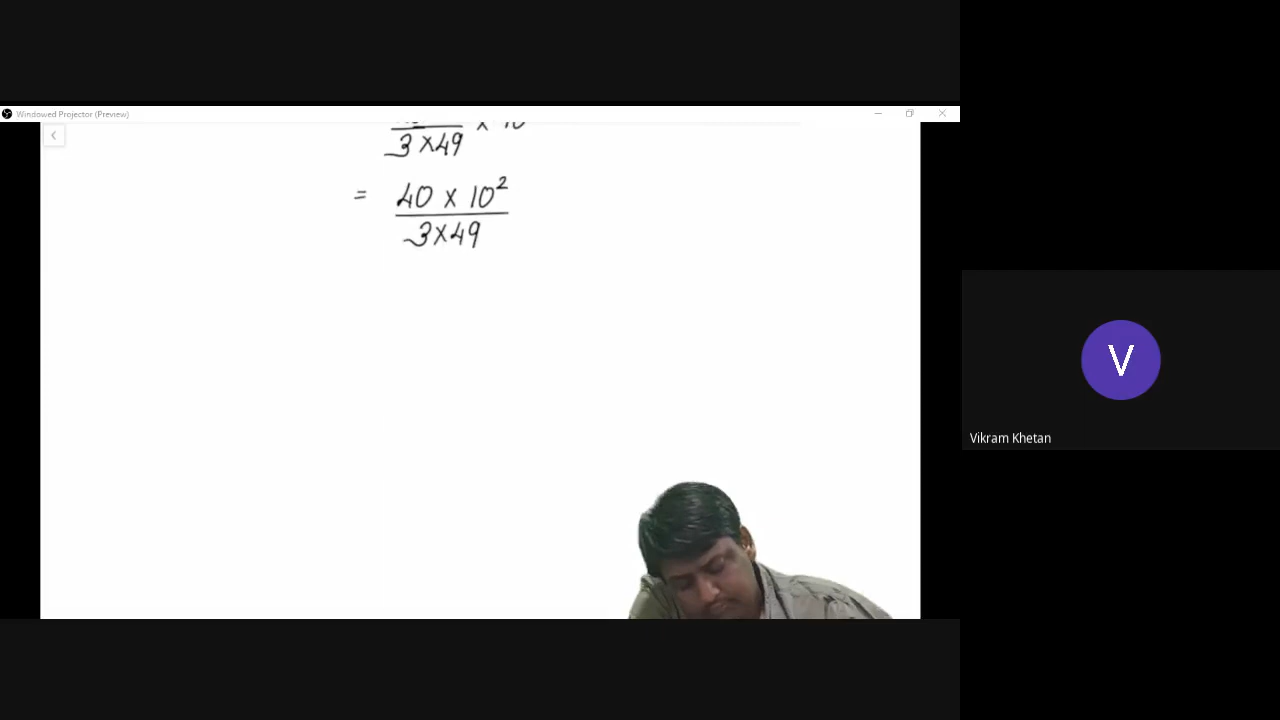 Windowed Projector (Preview)
3 × 49
= 40 × 10²
3 × 49
V
Vikram Khetan